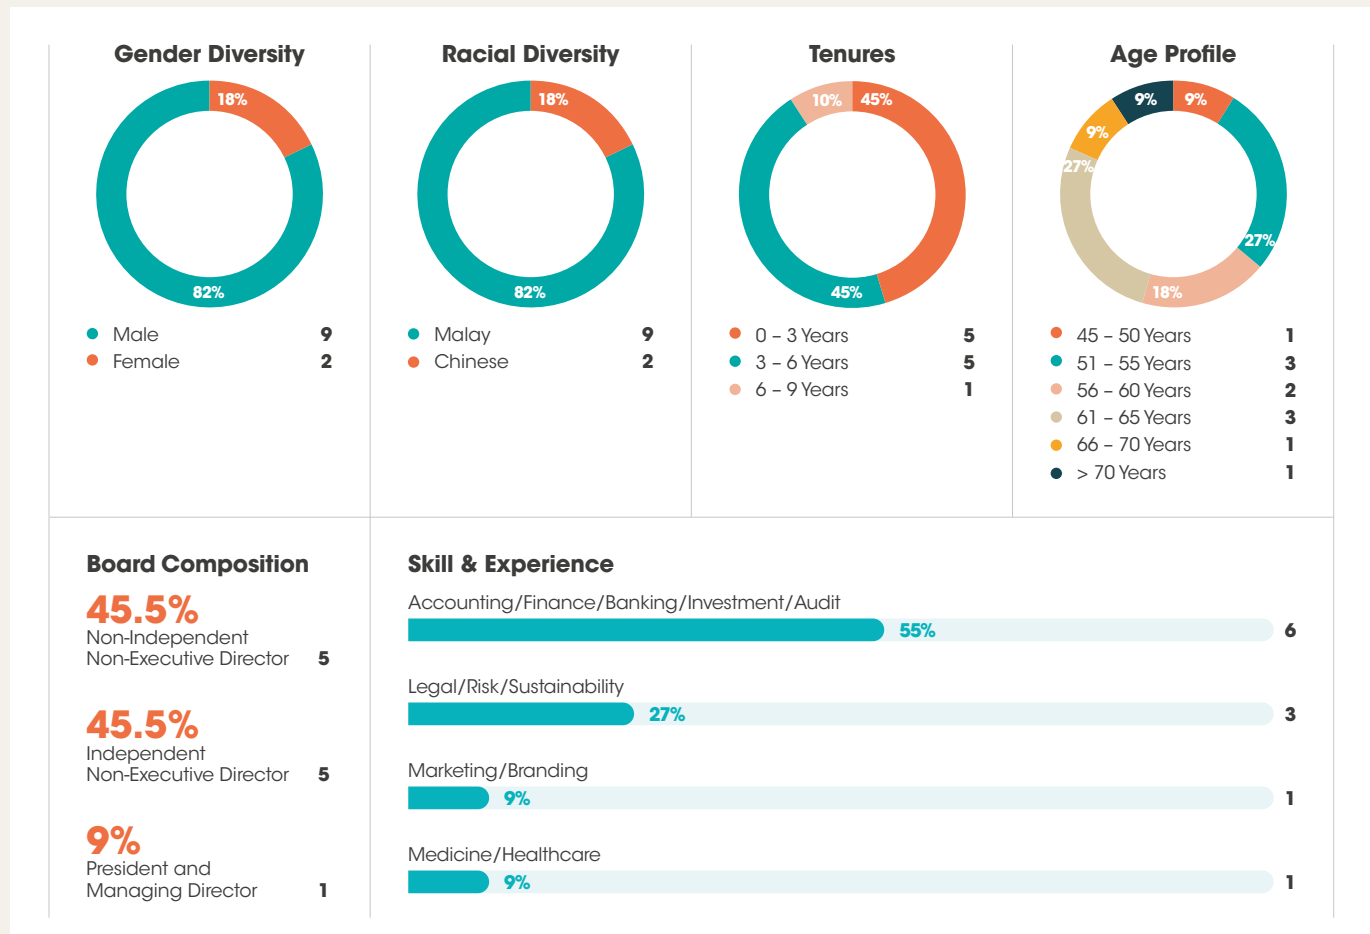 Gender Diversity
18%
82%
Male 9
Female 2
Racial Diversity
18%
82%
Malay 9
Chinese 2
Tenures
10% 45%
45%
0 – 3 Years 5
3 – 6 Years 5
6 – 9 Years 1
Age Profile
9% 9%
9%
27%
27%
18%
45 – 50 Years 1
51 – 55 Years 3
56 – 60 Years 2
61 – 65 Years 3
66 – 70 Years 1
> 70 Years 1
Board Composition
45.5%
Non-Independent
Non-Executive Director 5
45.5%
Independent
Non-Executive Director 5
9%
President and
Managing Director 1
Skill & Experience
Accounting/Finance/Banking/Investment/Audit
55% 6
Legal/Risk/Sustainability
27% 3
Marketing/Branding
9% 1
Medicine/Healthcare
9% 1